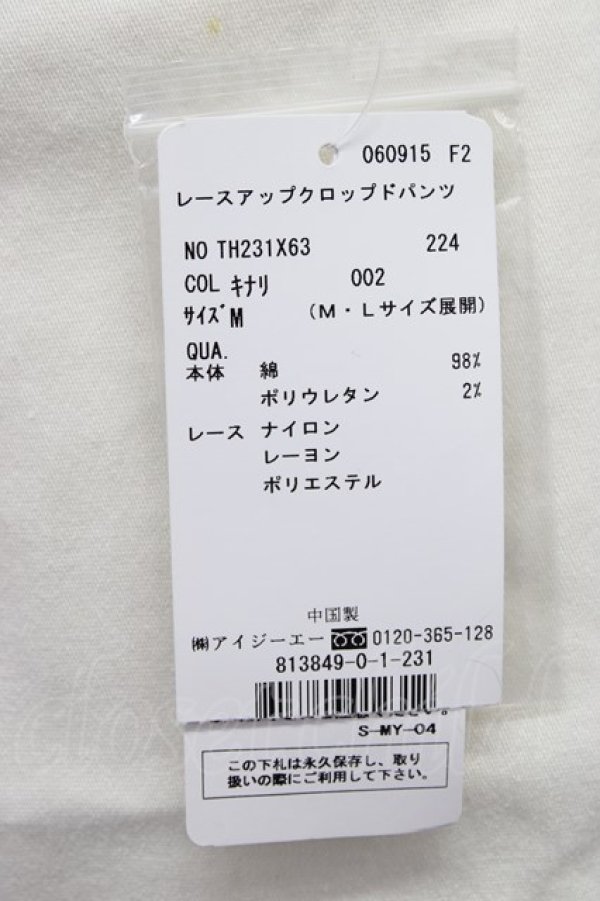 060915 F2
レースアップクロップドパンツ
NO TH231X63 224
COL ｷﾅﾘ 002
ｻｲｽﾞM (M・Lサイズ展開)
QUA.
本体 綿 98%
ポリウレタン 2%
レース ナイロン
レーヨン
ポリエステル
中国製
㈱アイジーエー 0120-365-128
813849-0-1-231
S-MY-04
この下札は永久保存し、取り
扱いの際にご利用して下さい。